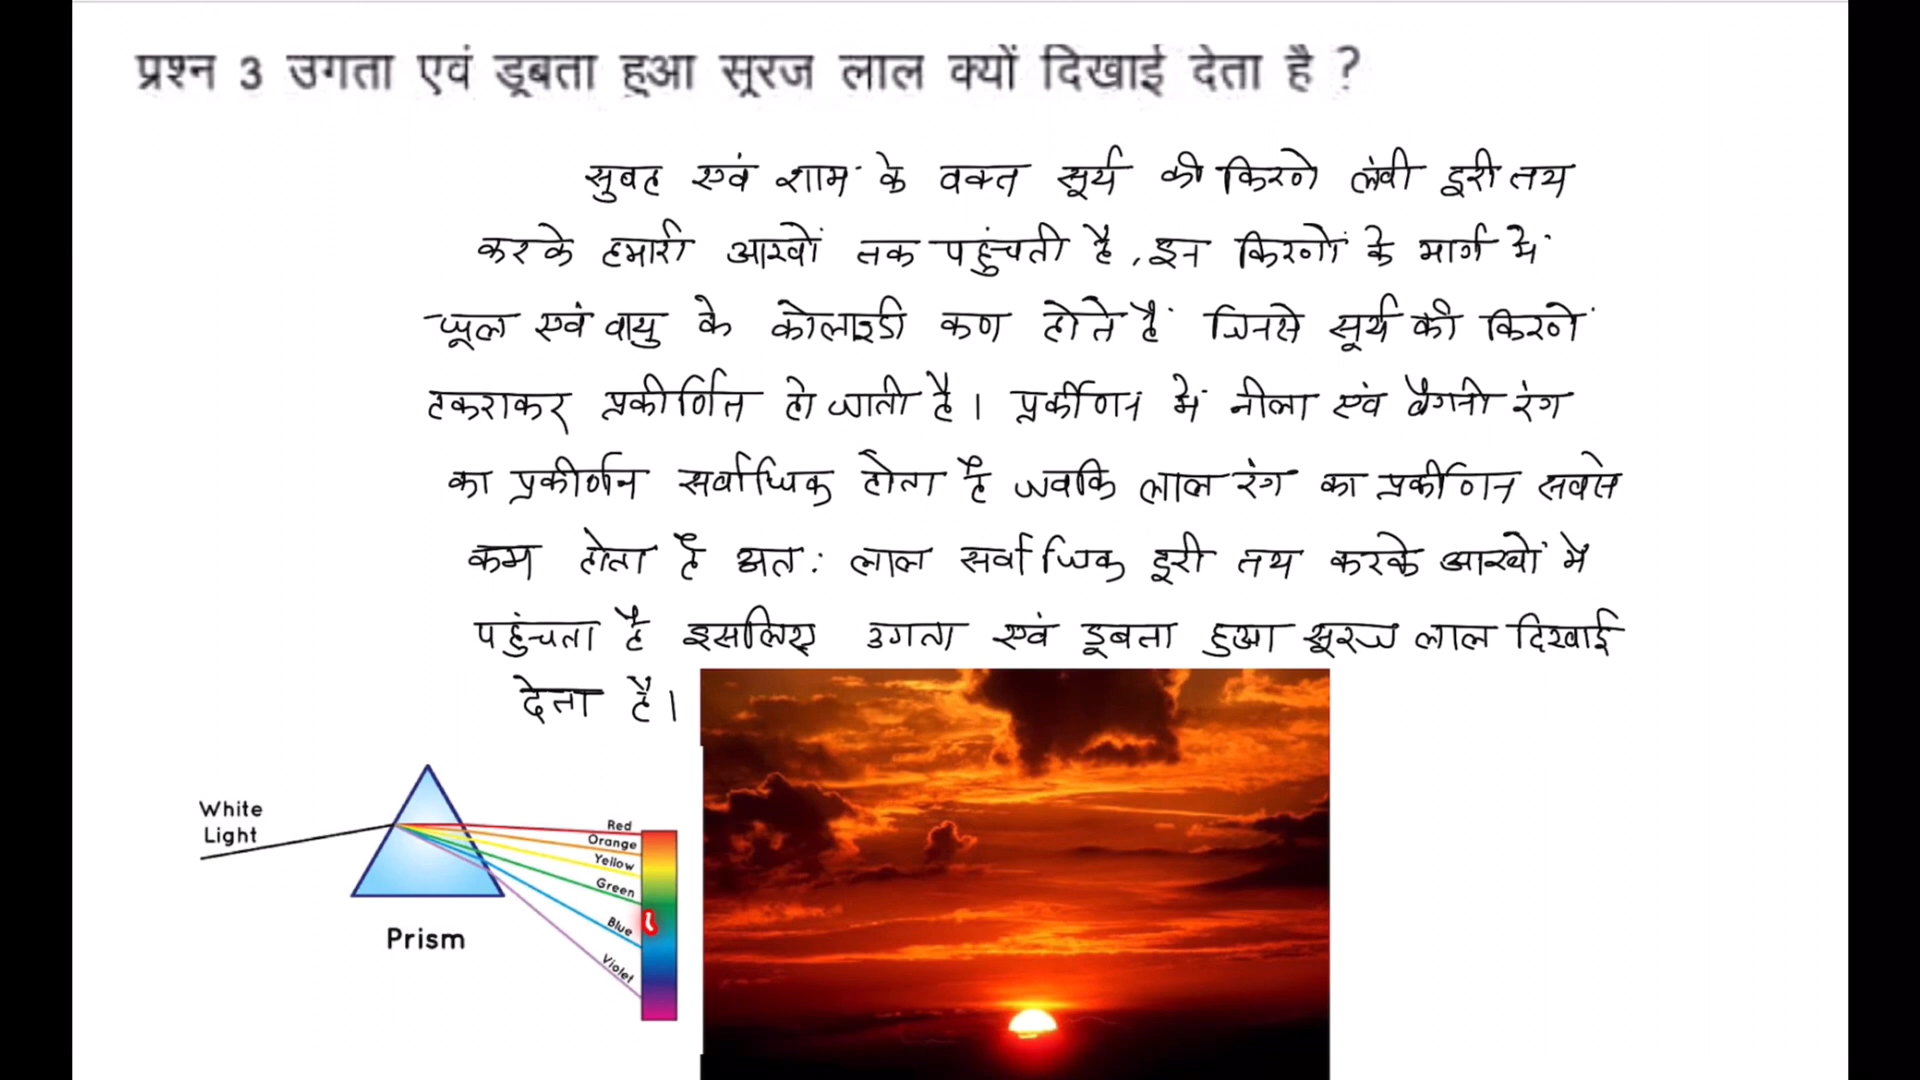 प्रश्न 3 उगता एवं डूबता हुआ सूरज लाल क्यों दिखाई देता है ?
सुबह एवं शाम के वक्त सूर्य की किरणे लंबी दूरी तय
करके हमारी आखों तक पहुंचती है, इन किरणों के मार्ग में
धूल एवं वायु के कोलाइडी कण होते हैं जिनसे सूर्य की किरणें
टकराकर प्रकीर्णित हो जाती है। प्रकीर्णन में नीला एवं बैगनी रंग
का प्रकीर्णन सर्वाधिक होता है जबकि लाल रंग का प्रकीर्णन सबसे
कम होता है अत: लाल सर्वाधिक दूरी तय करके आखों में
पहुंचता है इसलिए उगता एवं डूबता हुआ सूरज लाल दिखाई
देता है।
White
Light
Prism
Red
Orange
Yellow
Green
Blue
Violet